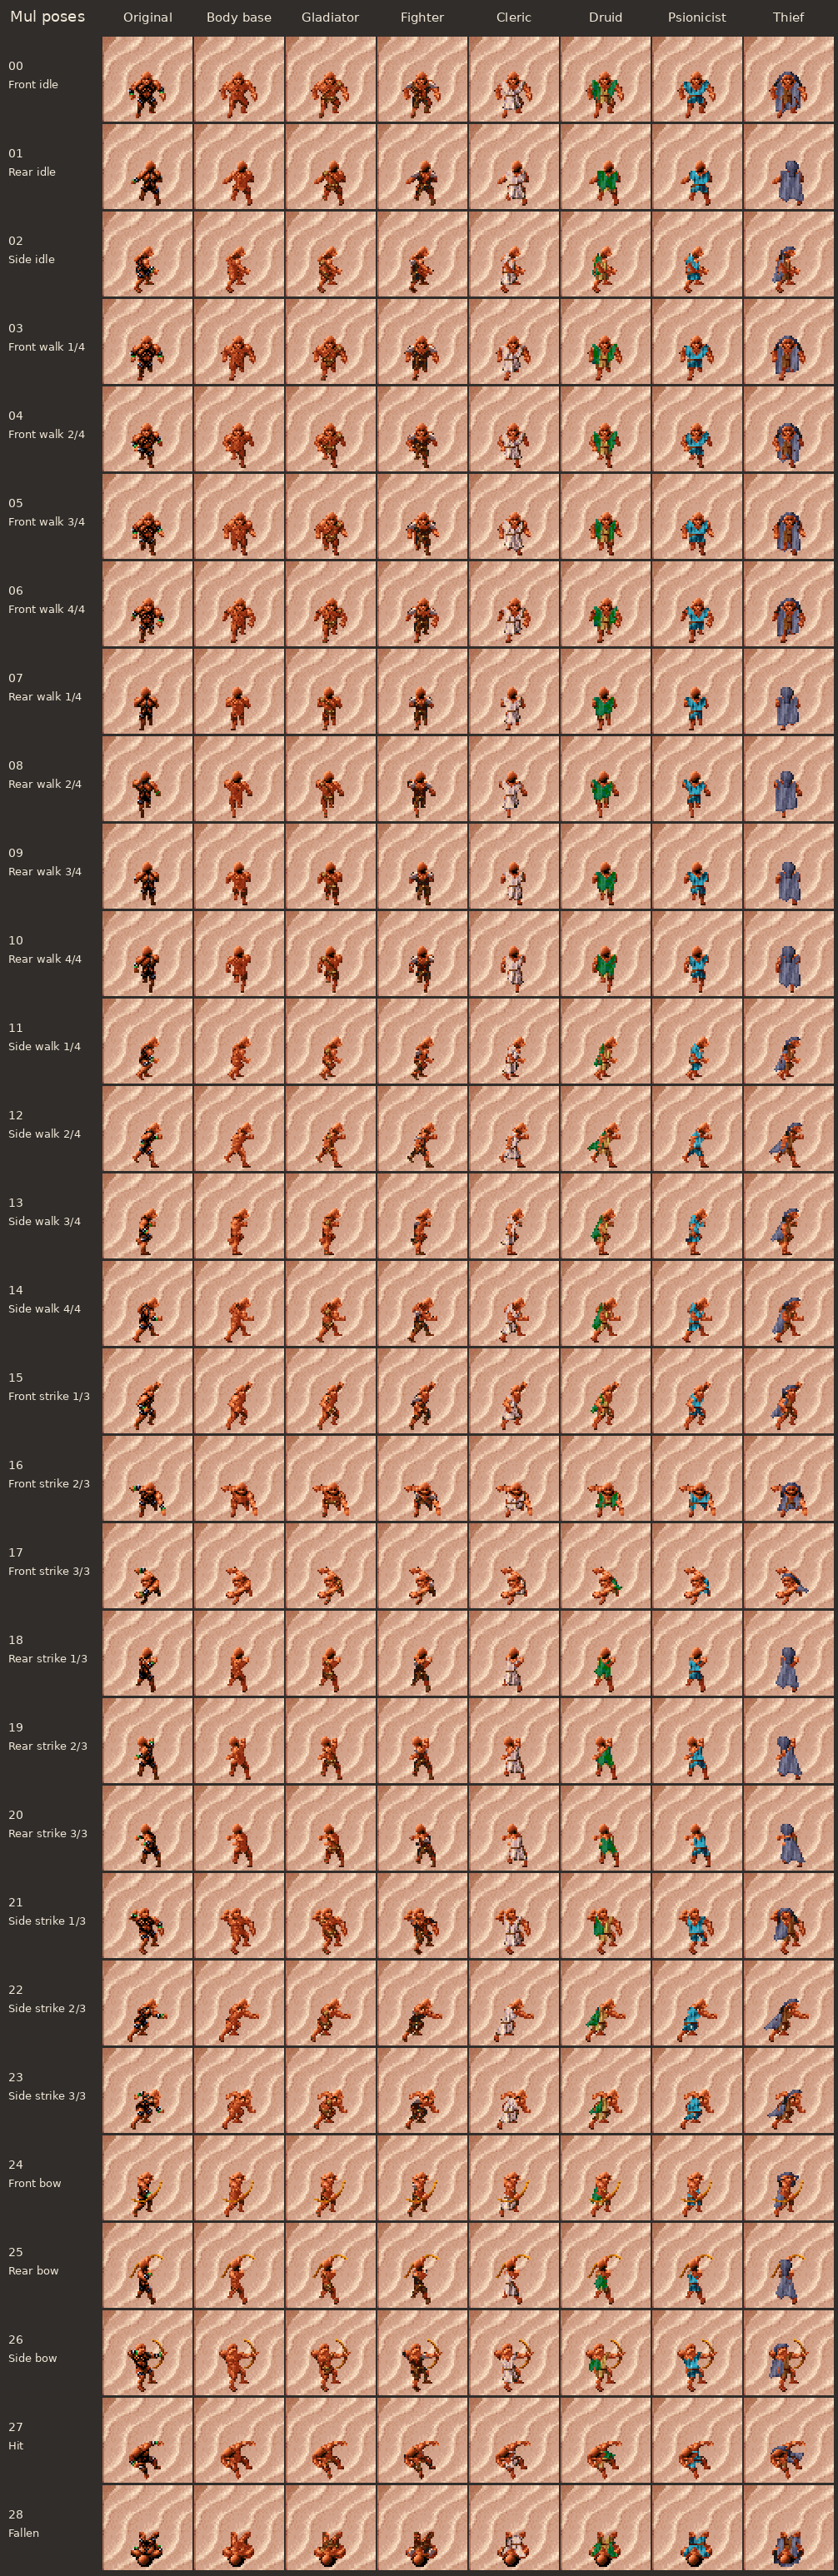 Mul poses Original Body base Gladiator Fighter Cleric Druid Psionicist Thief
00
Front idle
01
Rear idle
02
Side idle
03
Front walk 1/4
04
Front walk 2/4
05
Front walk 3/4
06
Front walk 4/4
07
Rear walk 1/4
08
Rear walk 2/4
09
Rear walk 3/4
10
Rear walk 4/4
11
Side walk 1/4
12
Side walk 2/4
13
Side walk 3/4
14
Side walk 4/4
15
Front strike 1/3
16
Front strike 2/3
17
Front strike 3/3
18
Rear strike 1/3
19
Rear strike 2/3
20
Rear strike 3/3
21
Side strike 1/3
22
Side strike 2/3
23
Side strike 3/3
24
Front bow
25
Rear bow
26
Side bow
27
Hit
28
Fallen